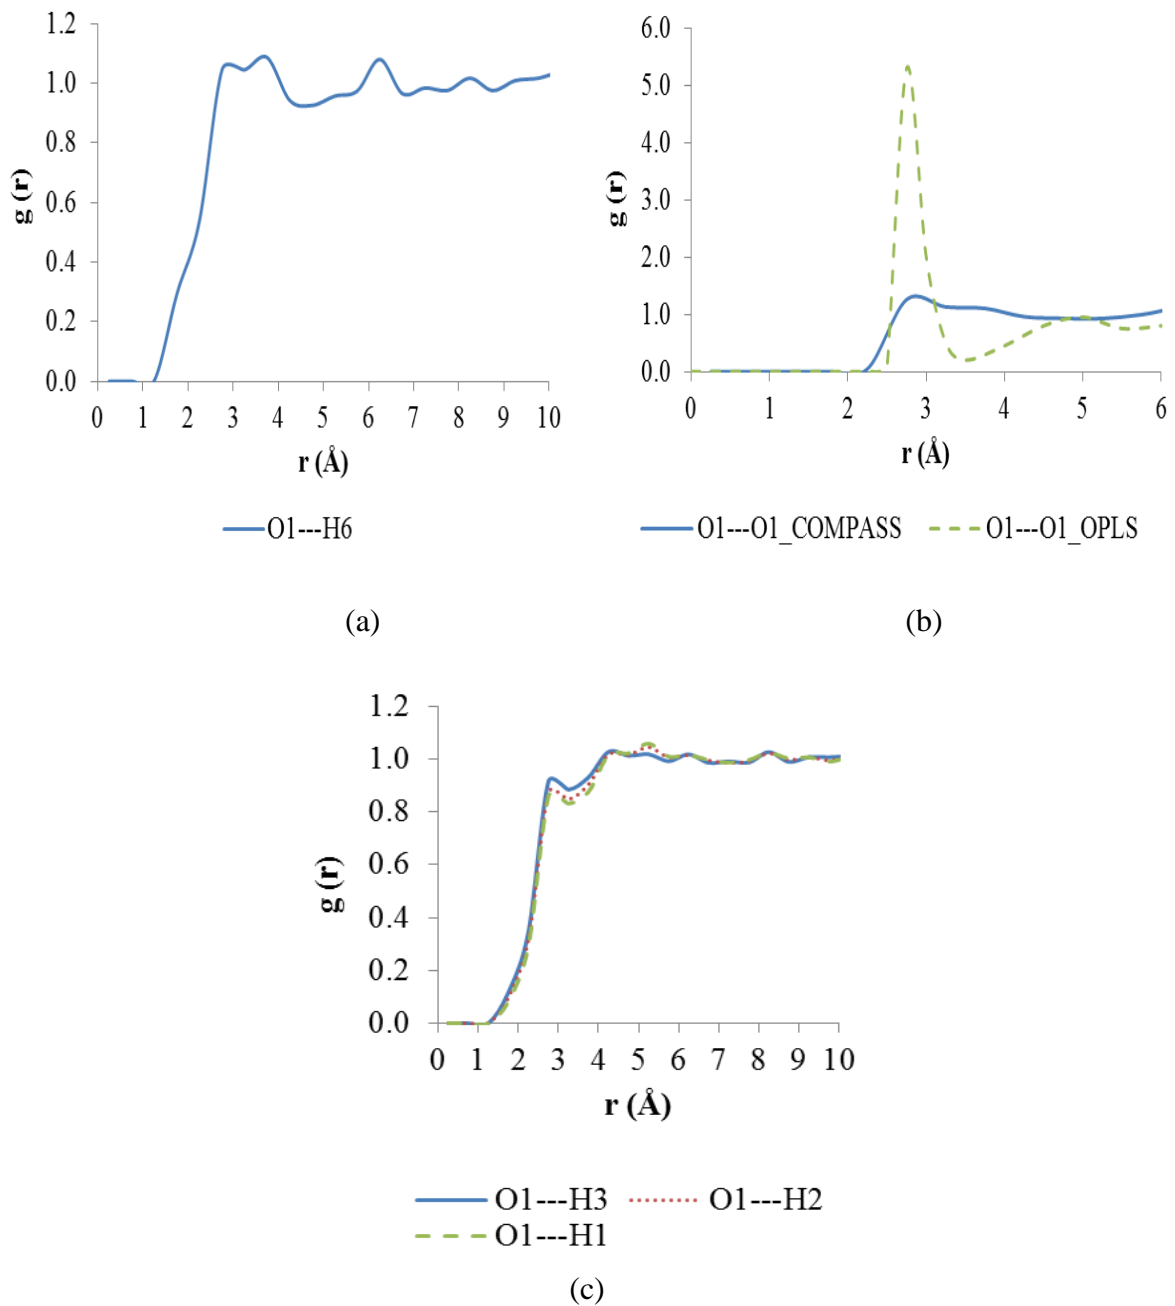 1.2
1.0
0.8
0.6
0.4
0.2
0.0
g (r)
0 1 2 3 4 5 6 7 8 9 10
r (Å)
O1---H6
(a)
6.0
5.0
4.0
3.0
2.0
1.0
0.0
g (r)
0 1 2 3 4 5 6
r (Å)
O1---O1_COMPASS O1---O1_OPLS
(b)
1.2
1.0
0.8
0.6
0.4
0.2
0.0
g (r)
0 1 2 3 4 5 6 7 8 9 10
r (Å)
O1---H3 O1---H2
O1---H1
(c)